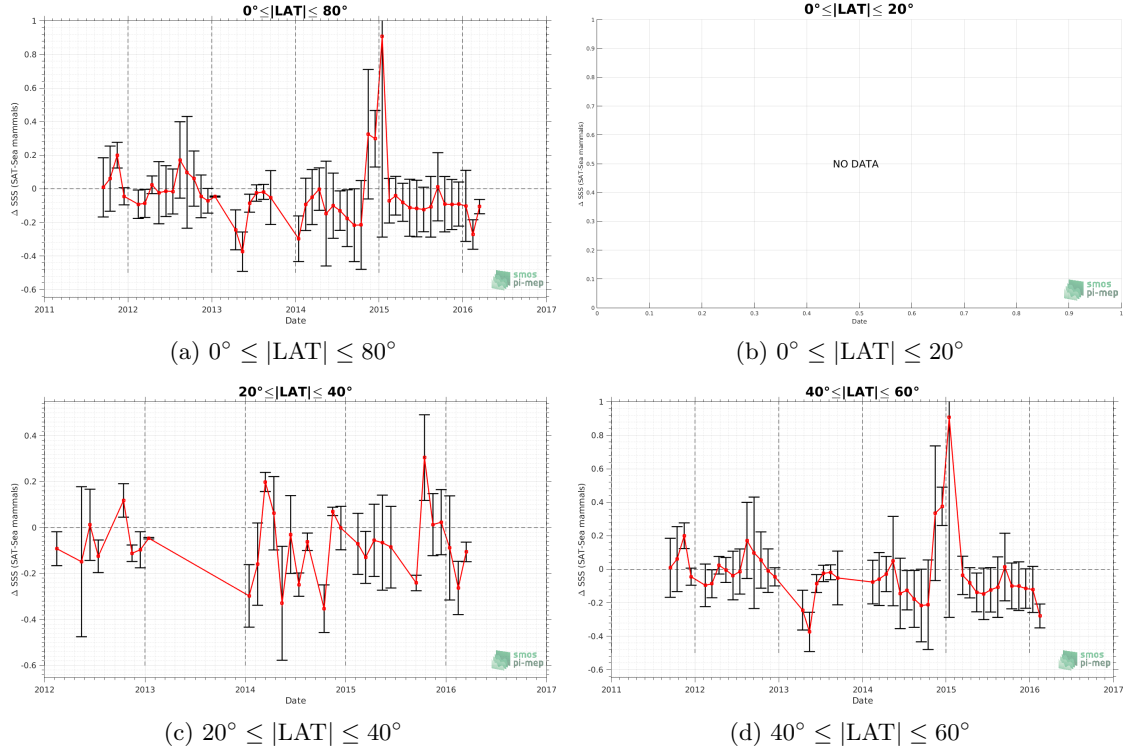 0°≤|LAT|≤ 80°
Δ SSS (SAT-Sea mammals)
1
0.8
0.6
0.4
0.2
0
-0.2
-0.4
-0.6
2011 2012 2013 2014 2015 2016 2017
Date
smos
pi-mep
(a) 0° ≤ |LAT| ≤ 80°
0°≤|LAT|≤ 20°
Δ SSS (SAT-Sea mammals)
1
0.9
0.8
0.7
0.6
0.5
0.4
0.3
0.2
0.1
0
NO DATA
0 0.1 0.2 0.3 0.4 0.5 0.6 0.7 0.8 0.9 1
Date
smos
pi-mep
(b) 0° ≤ |LAT| ≤ 20°
20°≤|LAT|≤ 40°
Δ SSS (SAT-Sea mammals)
0.4
0.2
0
-0.2
-0.4
-0.6
2012 2013 2014 2015 2016 2017
Date
smos
pi-mep
(c) 20° ≤ |LAT| ≤ 40°
40°≤|LAT|≤ 60°
Δ SSS (SAT-Sea mammals)
1
0.8
0.6
0.4
0.2
0
-0.2
-0.4
-0.6
2011 2012 2013 2014 2015 2016 2017
Date
smos
pi-mep
(d) 40° ≤ |LAT| ≤ 60°